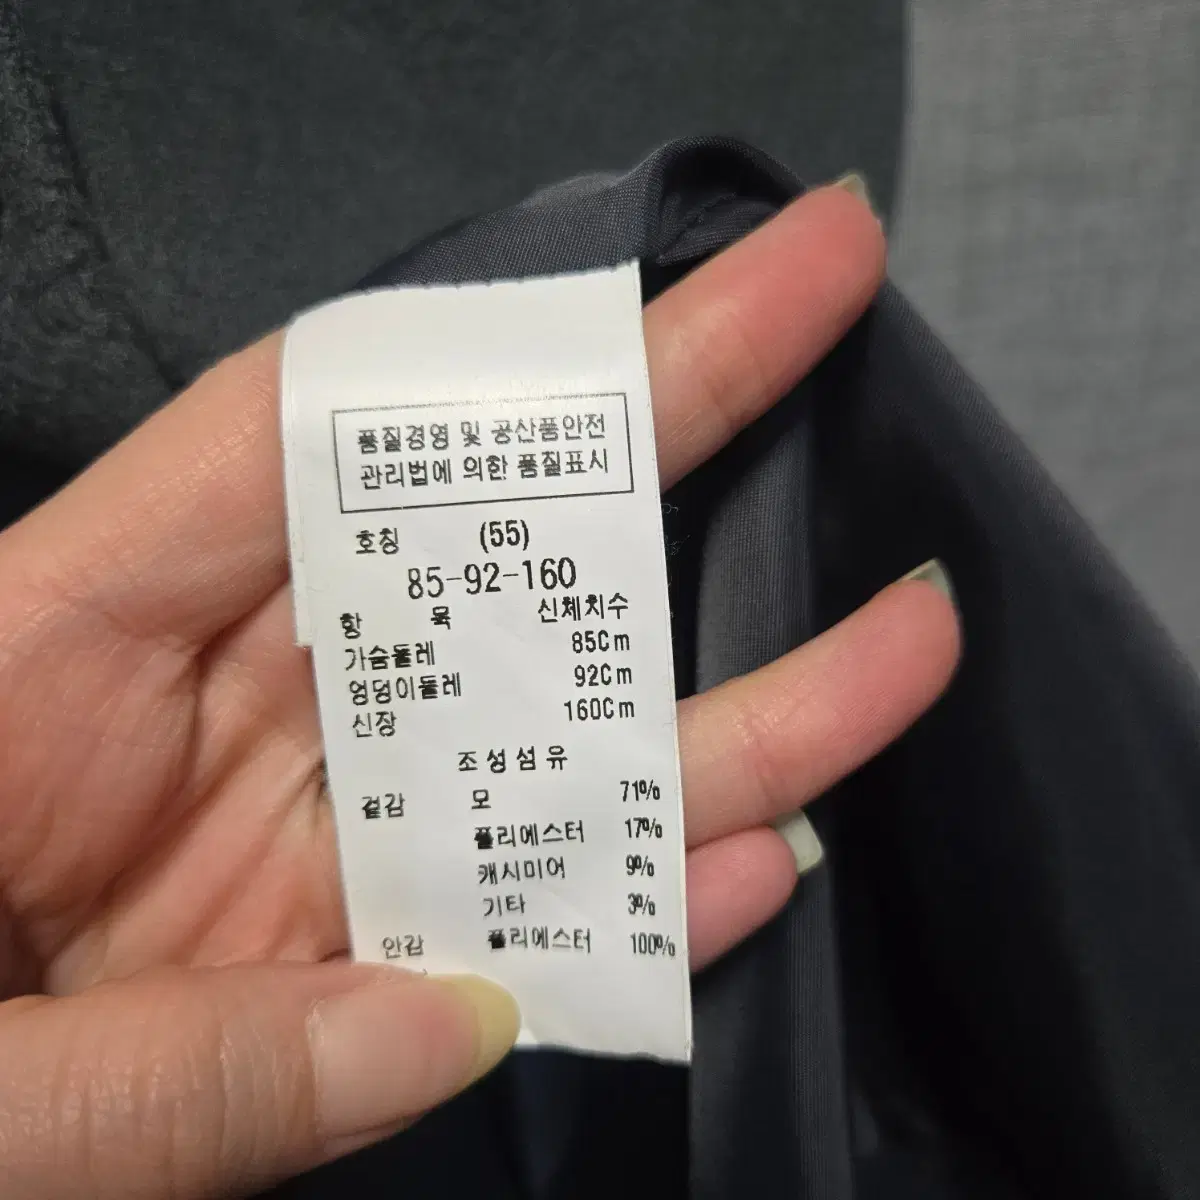 품질경영 및 공산품안전
관리법에 의한 품질표시
호칭 (55)
85-92-160
항 목 신체치수
가슴둘레 85Cm
엉덩이둘레 92Cm
신장 160Cm
조성섬유
겉감 모 71%
폴리에스터 17%
캐시미어 9%
기타 3%
안감 폴리에스터 100%